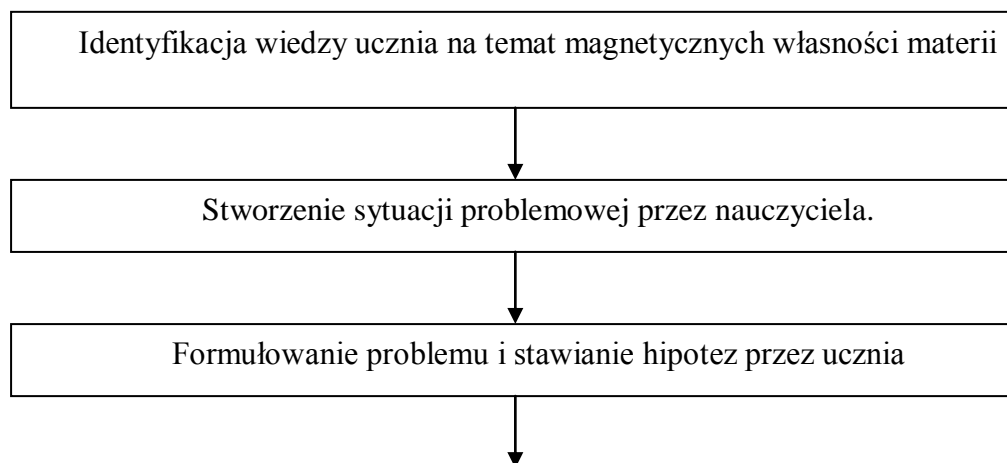 Identyfikacja wiedzy ucznia na temat magnetycznych własności materii
Stworzenie sytuacji problemowej przez nauczyciela.
Formułowanie problemu i stawianie hipotez przez ucznia